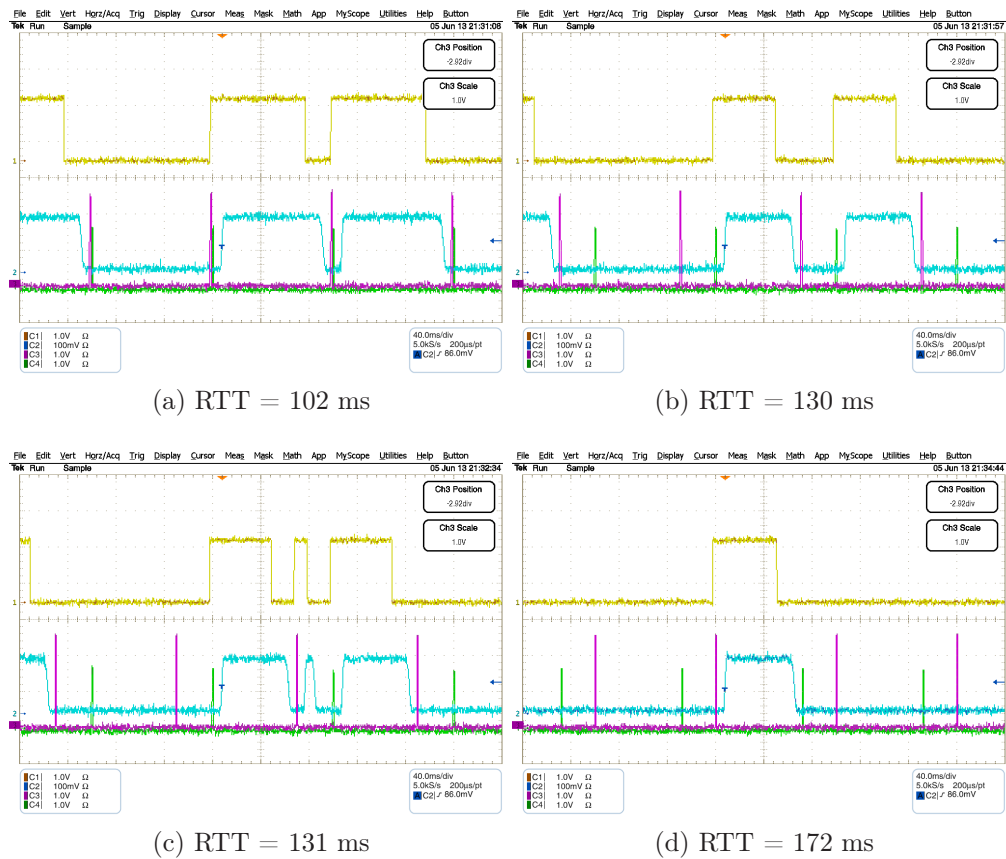 File Edit Vert Horz/Acq Trig Display Cursor Meas Mask Math App MyScope Utilities Help Button
Tek Run Sample 05 Jun 13 21:31:08
Ch3 Position
-2.92div
Ch3 Scale
1.0V
1
2
C1 1.0V Ω
C2 100mV Ω
C3 1.0V Ω
C4 1.0V Ω
40.0ms/div
5.0kS/s 200µs/pt
A C2 / 86.0mV
(a) RTT = 102 ms
File Edit Vert Horz/Acq Trig Display Cursor Meas Mask Math App MyScope Utilities Help Button
Tek Run Sample 05 Jun 13 21:31:57
Ch3 Position
-2.92div
Ch3 Scale
1.0V
1
2
C1 1.0V Ω
C2 100mV Ω
C3 1.0V Ω
C4 1.0V Ω
40.0ms/div
5.0kS/s 200µs/pt
A C2 / 86.0mV
(b) RTT = 130 ms
File Edit Vert Horz/Acq Trig Display Cursor Meas Mask Math App MyScope Utilities Help Button
Tek Run Sample 05 Jun 13 21:32:34
Ch3 Position
-2.92div
Ch3 Scale
1.0V
1
2
C1 1.0V Ω
C2 100mV Ω
C3 1.0V Ω
C4 1.0V Ω
40.0ms/div
5.0kS/s 200µs/pt
A C2 / 86.0mV
(c) RTT = 131 ms
File Edit Vert Horz/Acq Trig Display Cursor Meas Mask Math App MyScope Utilities Help Button
Tek Run Sample 05 Jun 13 21:34:44
Ch3 Position
-2.92div
Ch3 Scale
1.0V
1
2
C1 1.0V Ω
C2 100mV Ω
C3 1.0V Ω
C4 1.0V Ω
40.0ms/div
5.0kS/s 200µs/pt
A C2 / 86.0mV
(d) RTT = 172 ms